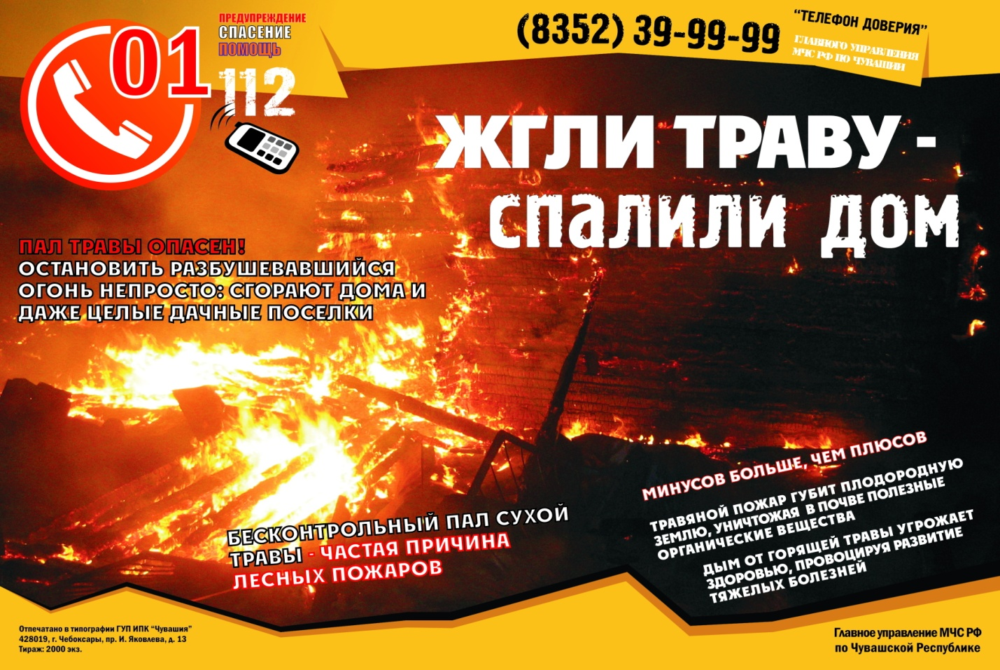 01
ПРЕДУПРЕЖДЕНИЕ
СПАСЕНИЕ
ПОМОЩЬ
112
(8352) 39-99-99
“ТЕЛЕФОН ДОВЕРИЯ”
ГЛАВНОГО УПРАВЛЕНИЯ
МЧС РФ ПО ЧУВАШИИ
ЖГЛИ ТРАВУ -
СПАЛИЛИ ДОМ
ПАЛ ТРАВЫ ОПАСЕН!
ОСТАНОВИТЬ РАЗБУШЕВАВШИЙСЯ
ОГОНЬ НЕПРОСТО: СГОРАЮТ ДОМА И
ДАЖЕ ЦЕЛЫЕ ДАЧНЫЕ ПОСЕЛКИ
БЕСКОНТРОЛЬНЫЙ ПАЛ СУХОЙ
ТРАВЫ - ЧАСТАЯ ПРИЧИНА
ЛЕСНЫХ ПОЖАРОВ
МИНУСОВ БОЛЬШЕ, ЧЕМ ПЛЮСОВ
ТРАВЯНОЙ ПОЖАР ГУБИТ ПЛОДОРОДНУЮ
ЗЕМЛЮ, УНИЧТОЖАЯ В ПОЧВЕ ПОЛЕЗНЫЕ
ОРГАНИЧЕСКИЕ ВЕЩЕСТВА
ДЫМ ОТ ГОРЯЩЕЙ ТРАВЫ УГРОЖАЕТ
ЗДОРОВЬЮ, ПРОВОЦИРУЯ РАЗВИТИЕ
ТЯЖЕЛЫХ БОЛЕЗНЕЙ
Отпечатано в типографии ГУП ИПК “Чувашия”
428019, г. Чебоксары, пр. И. Яковлева, д. 13
Тираж: 2000 экз.
Главное управление МЧС РФ
по Чувашской Республике